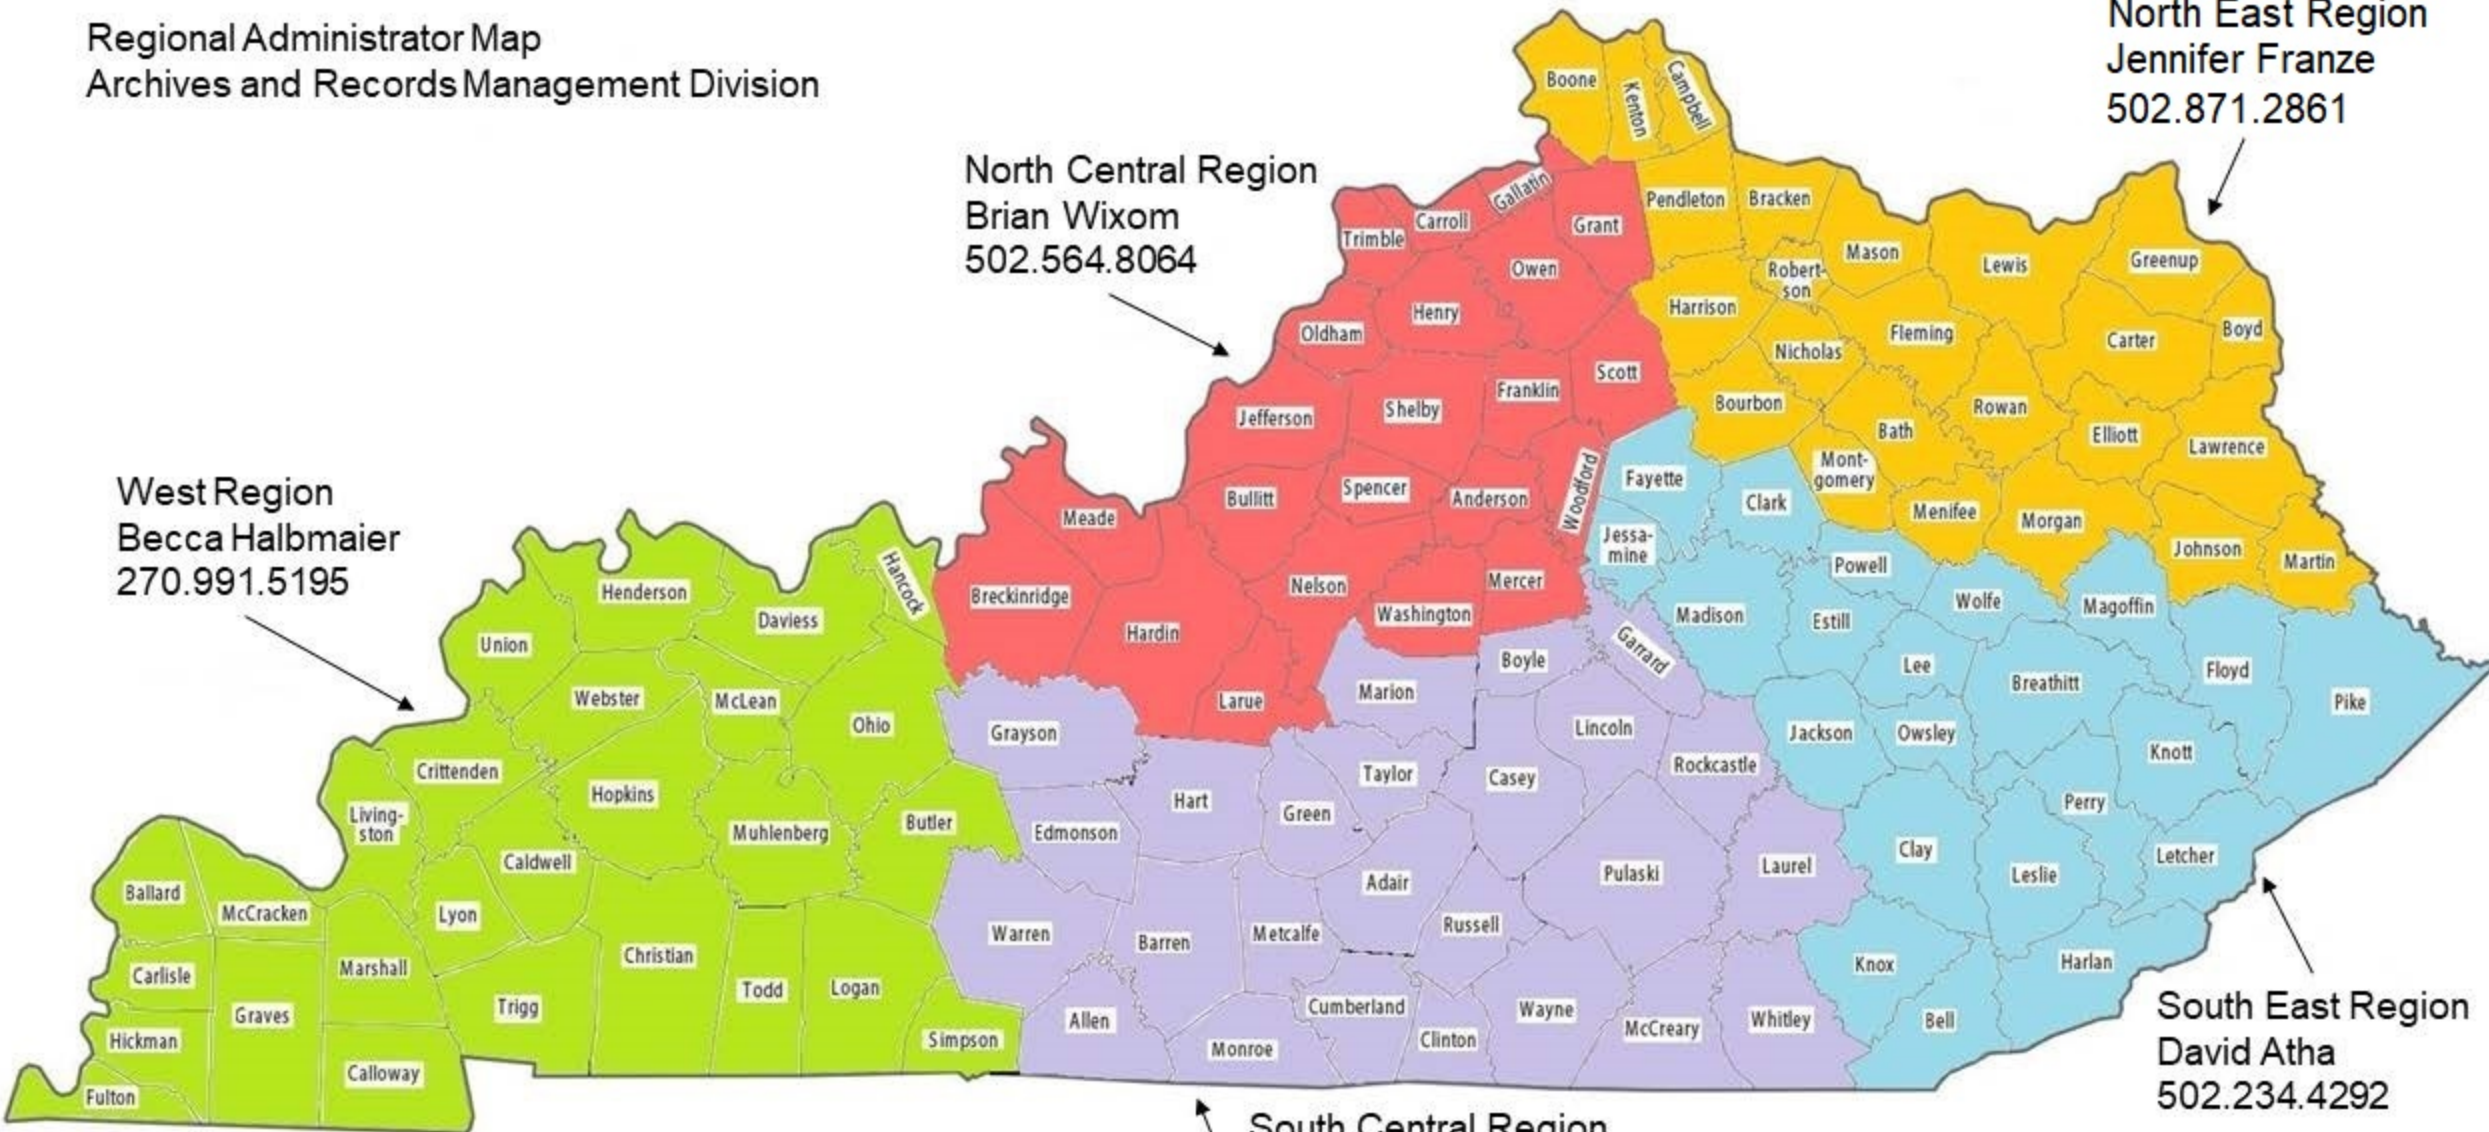 Regional Administrator Map
Archives and Records Management Division
North East Region
Jennifer Franze
502.871.2861
North Central Region
Brian Wixom
502.564.8064
West Region
Becca Halbmaier
270.991.5195
South East Region
David Atha
502.234.4292
South Central Region
Boone
Kenton
Campbell
Pendleton
Bracken
Mason
Robert-
son
Lewis
Greenup
Harrison
Nicholas
Fleming
Carter
Boyd
Bourbon
Bath
Rowan
Elliott
Lawrence
Mont-
gomery
Menifee
Morgan
Johnson
Martin
Gallatin
Carroll
Trimble
Grant
Owen
Henry
Oldham
Scott
Franklin
Shelby
Jefferson
Woodford
Spencer
Anderson
Bullitt
Meade
Breckinridge
Nelson
Mercer
Washington
Hardin
Larue
Fayette
Clark
Jessa-
mine
Powell
Madison
Estill
Wolfe
Magoffin
Lee
Breathitt
Floyd
Pike
Jackson
Owsley
Knott
Perry
Clay
Leslie
Letcher
Knox
Harlan
Bell
Garrard
Boyle
Marion
Lincoln
Rockcastle
Grayson
Taylor
Casey
Hart
Green
Edmonson
Adair
Pulaski
Laurel
Warren
Barren
Metcalfe
Russell
Allen
Monroe
Cumberland
Clinton
Wayne
McCreary
Whitley
Hancock
Henderson
Daviess
Union
Webster
McLean
Ohio
Crittenden
Hopkins
Living-
ston
Muhlenberg
Butler
Caldwell
Ballard
McCracken
Lyon
Christian
Carlisle
Marshall
Todd
Logan
Trigg
Graves
Hickman
Simpson
Calloway
Fulton